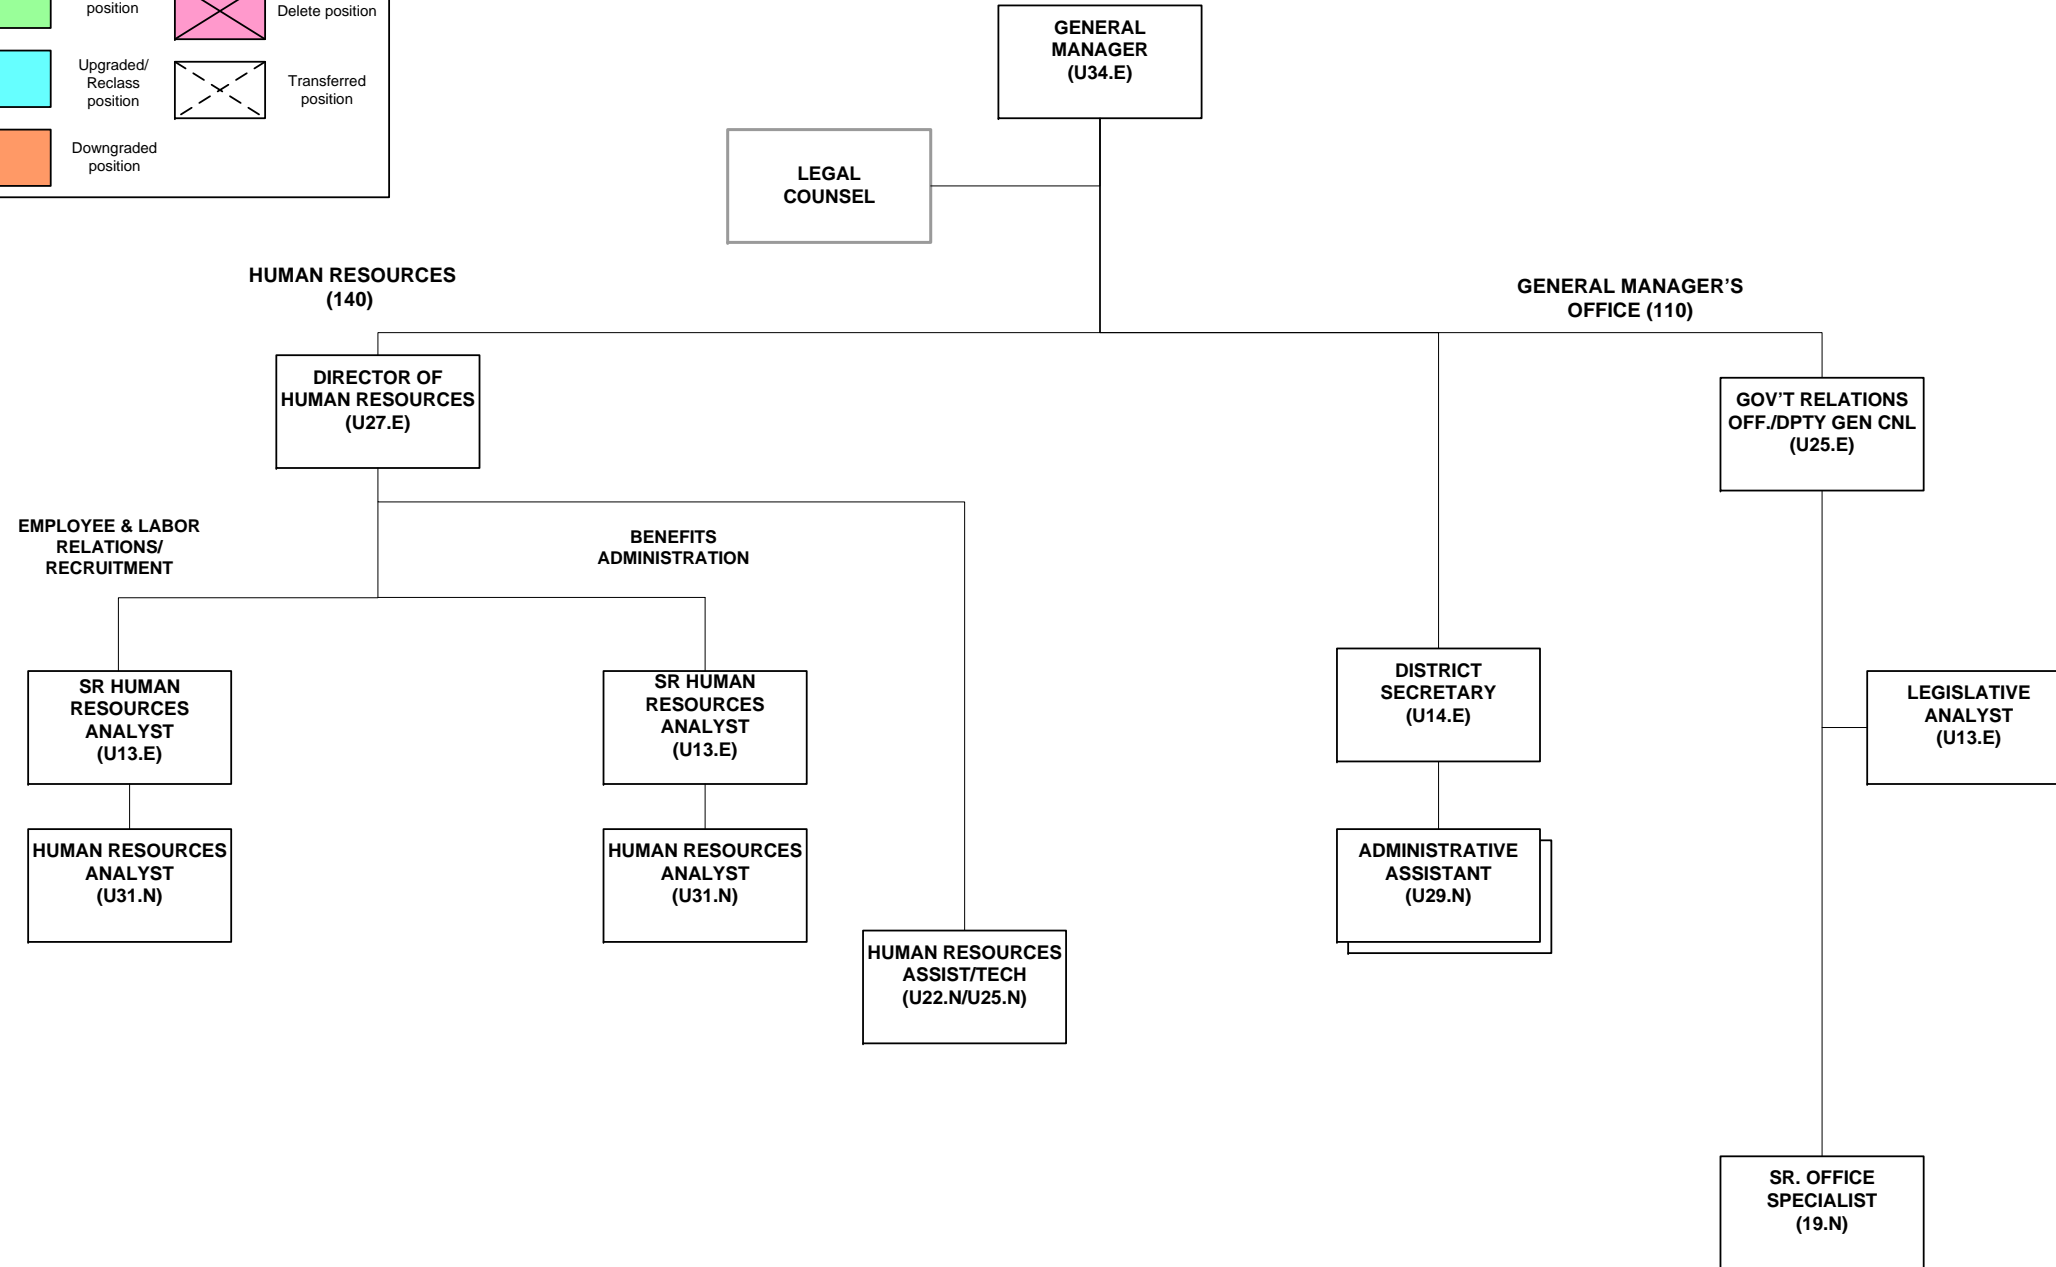 position
Delete position
Upgraded/
Reclass
position
Transferred
position
Downgraded
position
GENERAL
MANAGER
(U34.E)
LEGAL
COUNSEL
HUMAN RESOURCES
(140)
GENERAL MANAGER’S
OFFICE (110)
DIRECTOR OF
HUMAN RESOURCES
(U27.E)
GOV’T RELATIONS
OFF./DPTY GEN CNL
(U25.E)
EMPLOYEE & LABOR
RELATIONS/
RECRUITMENT
BENEFITS
ADMINISTRATION
SR HUMAN
RESOURCES
ANALYST
(U13.E)
SR HUMAN
RESOURCES
ANALYST
(U13.E)
DISTRICT
SECRETARY
(U14.E)
LEGISLATIVE
ANALYST
(U13.E)
HUMAN RESOURCES
ANALYST
(U31.N)
HUMAN RESOURCES
ANALYST
(U31.N)
ADMINISTRATIVE
ASSISTANT
(U29.N)
HUMAN RESOURCES
ASSIST/TECH
(U22.N/U25.N)
SR. OFFICE
SPECIALIST
(19.N)